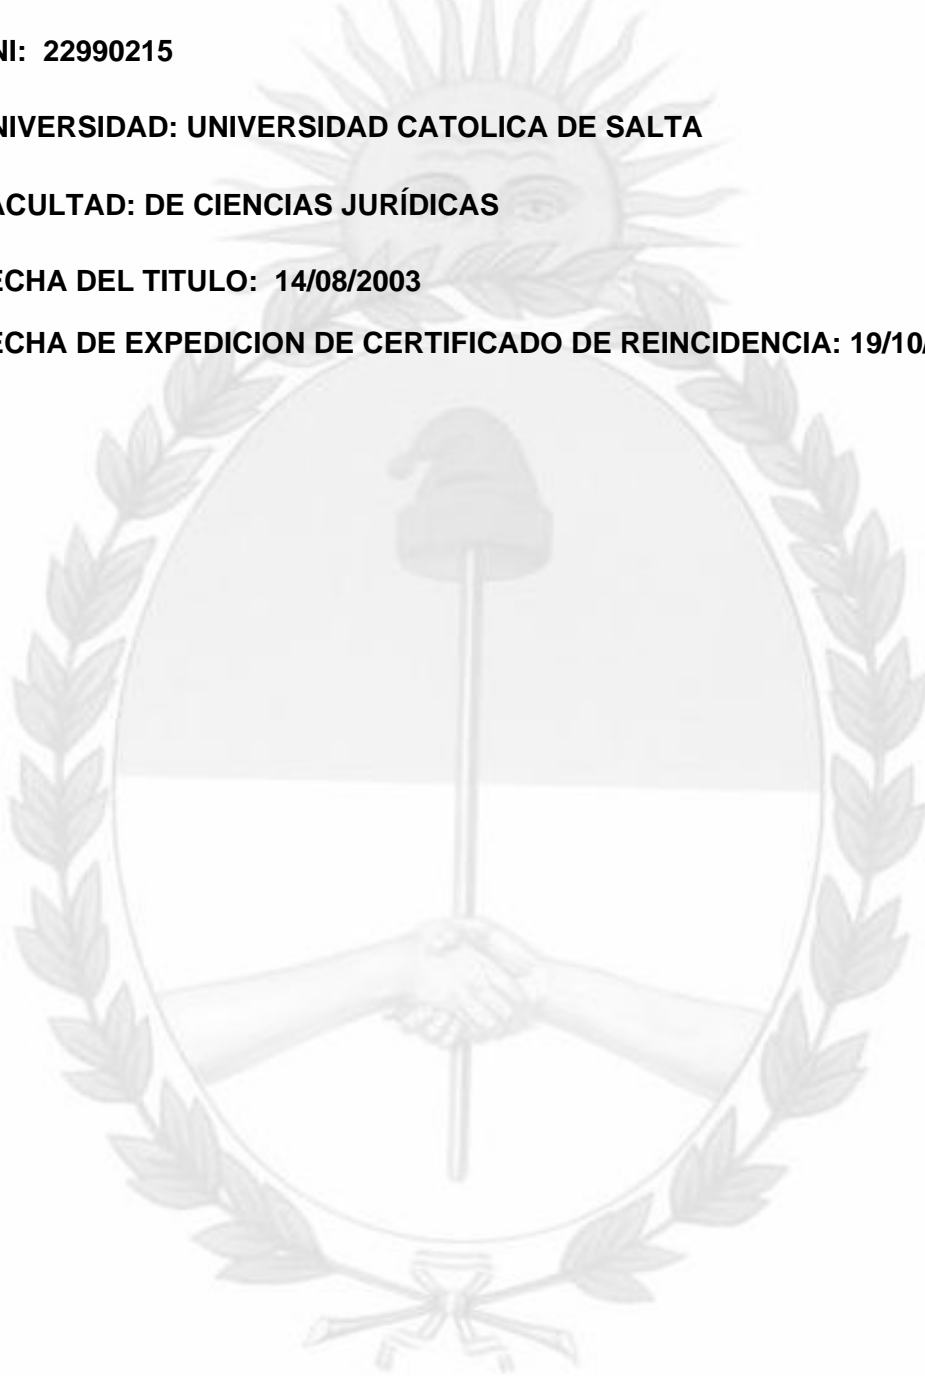 NI: 22990215
NIVERSIDAD: UNIVERSIDAD CATOLICA DE SALTA
ACULTAD: DE CIENCIAS JURÍDICAS
ECHA DEL TITULO: 14/08/2003
ECHA DE EXPEDICION DE CERTIFICADO DE REINCIDENCIA: 19/10/